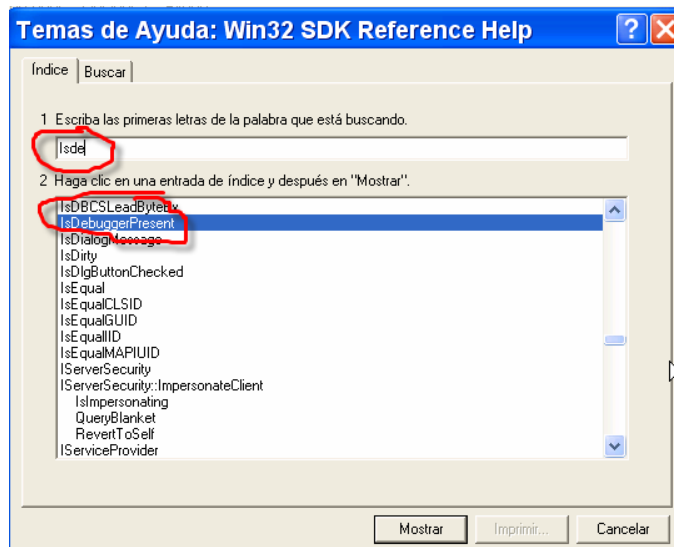 Temas de Ayuda: Win32 SDK Reference Help
Índice
Buscar
1 Escriba las primeras letras de la palabra que está buscando.
Isde
2 Haga clic en una entrada de índice y después en "Mostrar".
IsDBCSLeadByteEx
IsDebuggerPresent
IsDialogMessage
IsDirty
IsDlgButtonChecked
IsEqual
IsEqualCLSID
IsEqualGUID
IsEqualIID
IsEqualMAPIUID
IServerSecurity
IServerSecurity::ImpersonateClient
IsImpersonating
QueryBlanket
RevertToSelf
IServiceProvider
Mostrar
Imprimir...
Cancelar